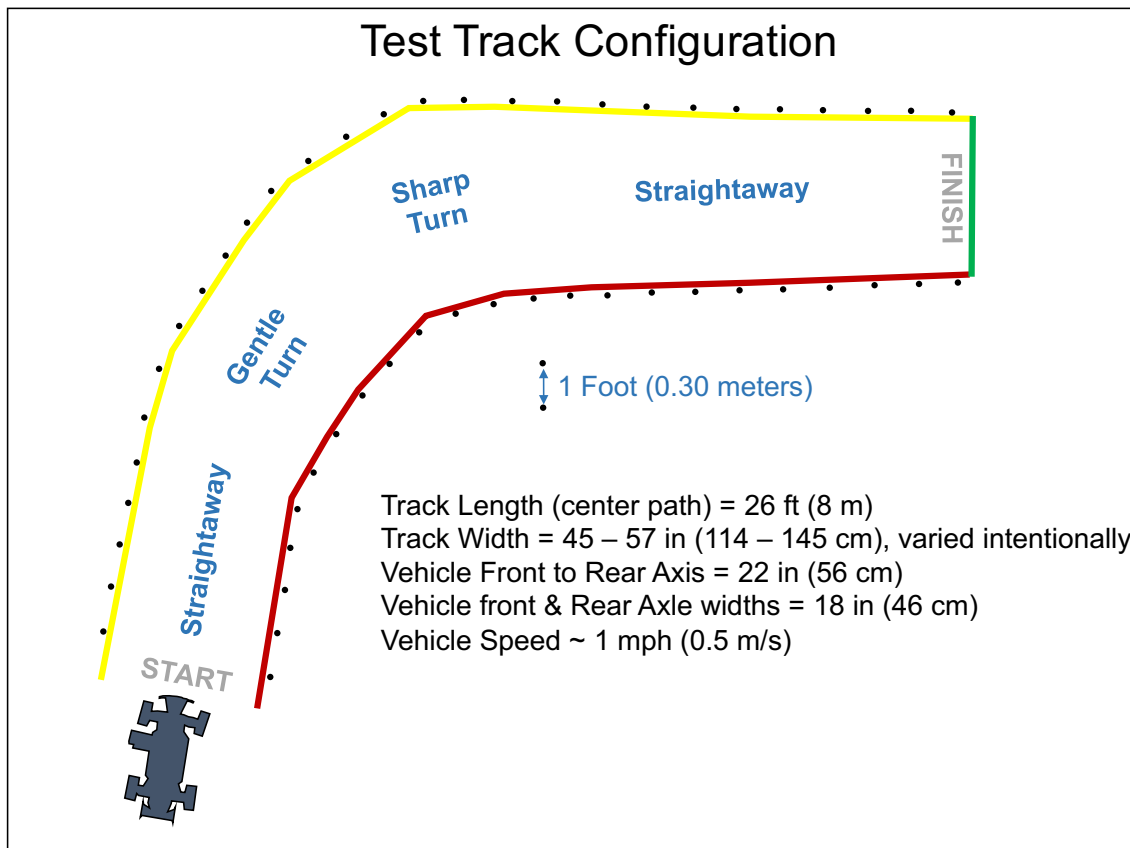 Test Track Configuration
Sharp
Turn
Straightaway
FINISH
Gentle
Turn
1 Foot (0.30 meters)
Straightaway
START
Track Length (center path) = 26 ft (8 m)
Track Width = 45 – 57 in (114 – 145 cm), varied intentionally
Vehicle Front to Rear Axis = 22 in (56 cm)
Vehicle front & Rear Axle widths = 18 in (46 cm)
Vehicle Speed ~ 1 mph (0.5 m/s)